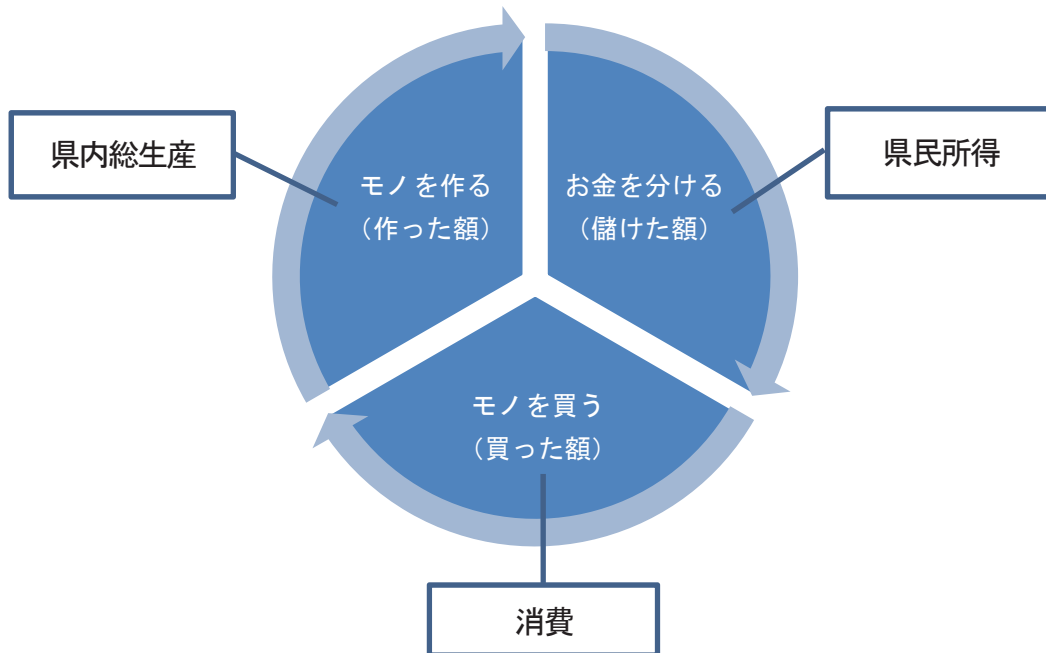 県内総生産
モノを作る
（作った額）
お金を分ける
（儲けた額）
県民所得
モノを買う
（買った額）
消費